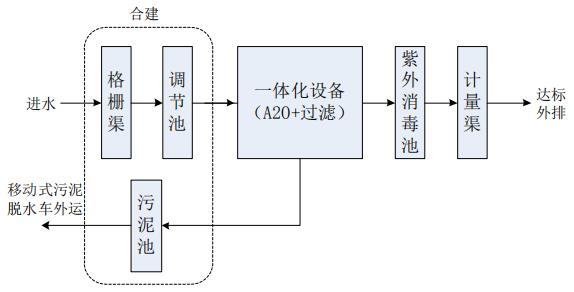 合建
进水
格栅渠
调节池
一体化设备
（A2O+过滤）
紫外消毒池
计量渠
达标
外排
移动式污泥
脱水车外运
污泥池